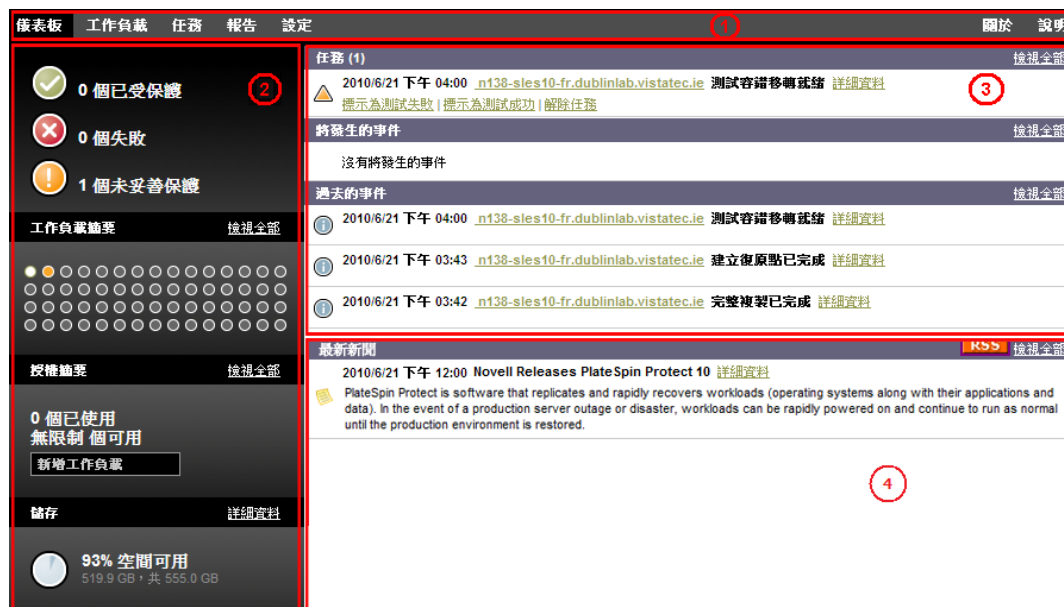 儀表板 工作負載 任務 報告 設定 ① 關於 說明
② 0 個已受保護
0 個失敗
1 個未妥善保護
工作負載摘要 檢視全部
授權摘要 檢視全部
0 個已使用
無限制 個可用
新增工作負載
儲存 詳細資料
93% 空間可用
519.9 GB，共 555.0 GB
任務 (1) 檢視全部
2010/6/21 下午 04:00 n138-sles10-fr.dublinlab.vistatec.ie 測試容錯移轉就緒 詳細資料 ③
標示為測試失敗 | 標示為測試成功 | 解除任務
將發生的事件 檢視全部
沒有將發生的事件
過去的事件 檢視全部
2010/6/21 下午 04:00 n138-sles10-fr.dublinlab.vistatec.ie 測試容錯移轉就緒 詳細資料
2010/6/21 下午 03:43 n138-sles10-fr.dublinlab.vistatec.ie 建立復原點已完成 詳細資料
2010/6/21 下午 03:42 n138-sles10-fr.dublinlab.vistatec.ie 完整複製已完成 詳細資料
最新新聞 RSS 檢視全部
2010/6/21 下午 12:00 Novell Releases PlateSpin Protect 10 詳細資料
PlateSpin Protect is software that replicates and rapidly recovers workloads (operating systems along with their applications and
data). In the event of a production server outage or disaster, workloads can be rapidly powered on and continue to run as normal
until the production environment is restored.
④